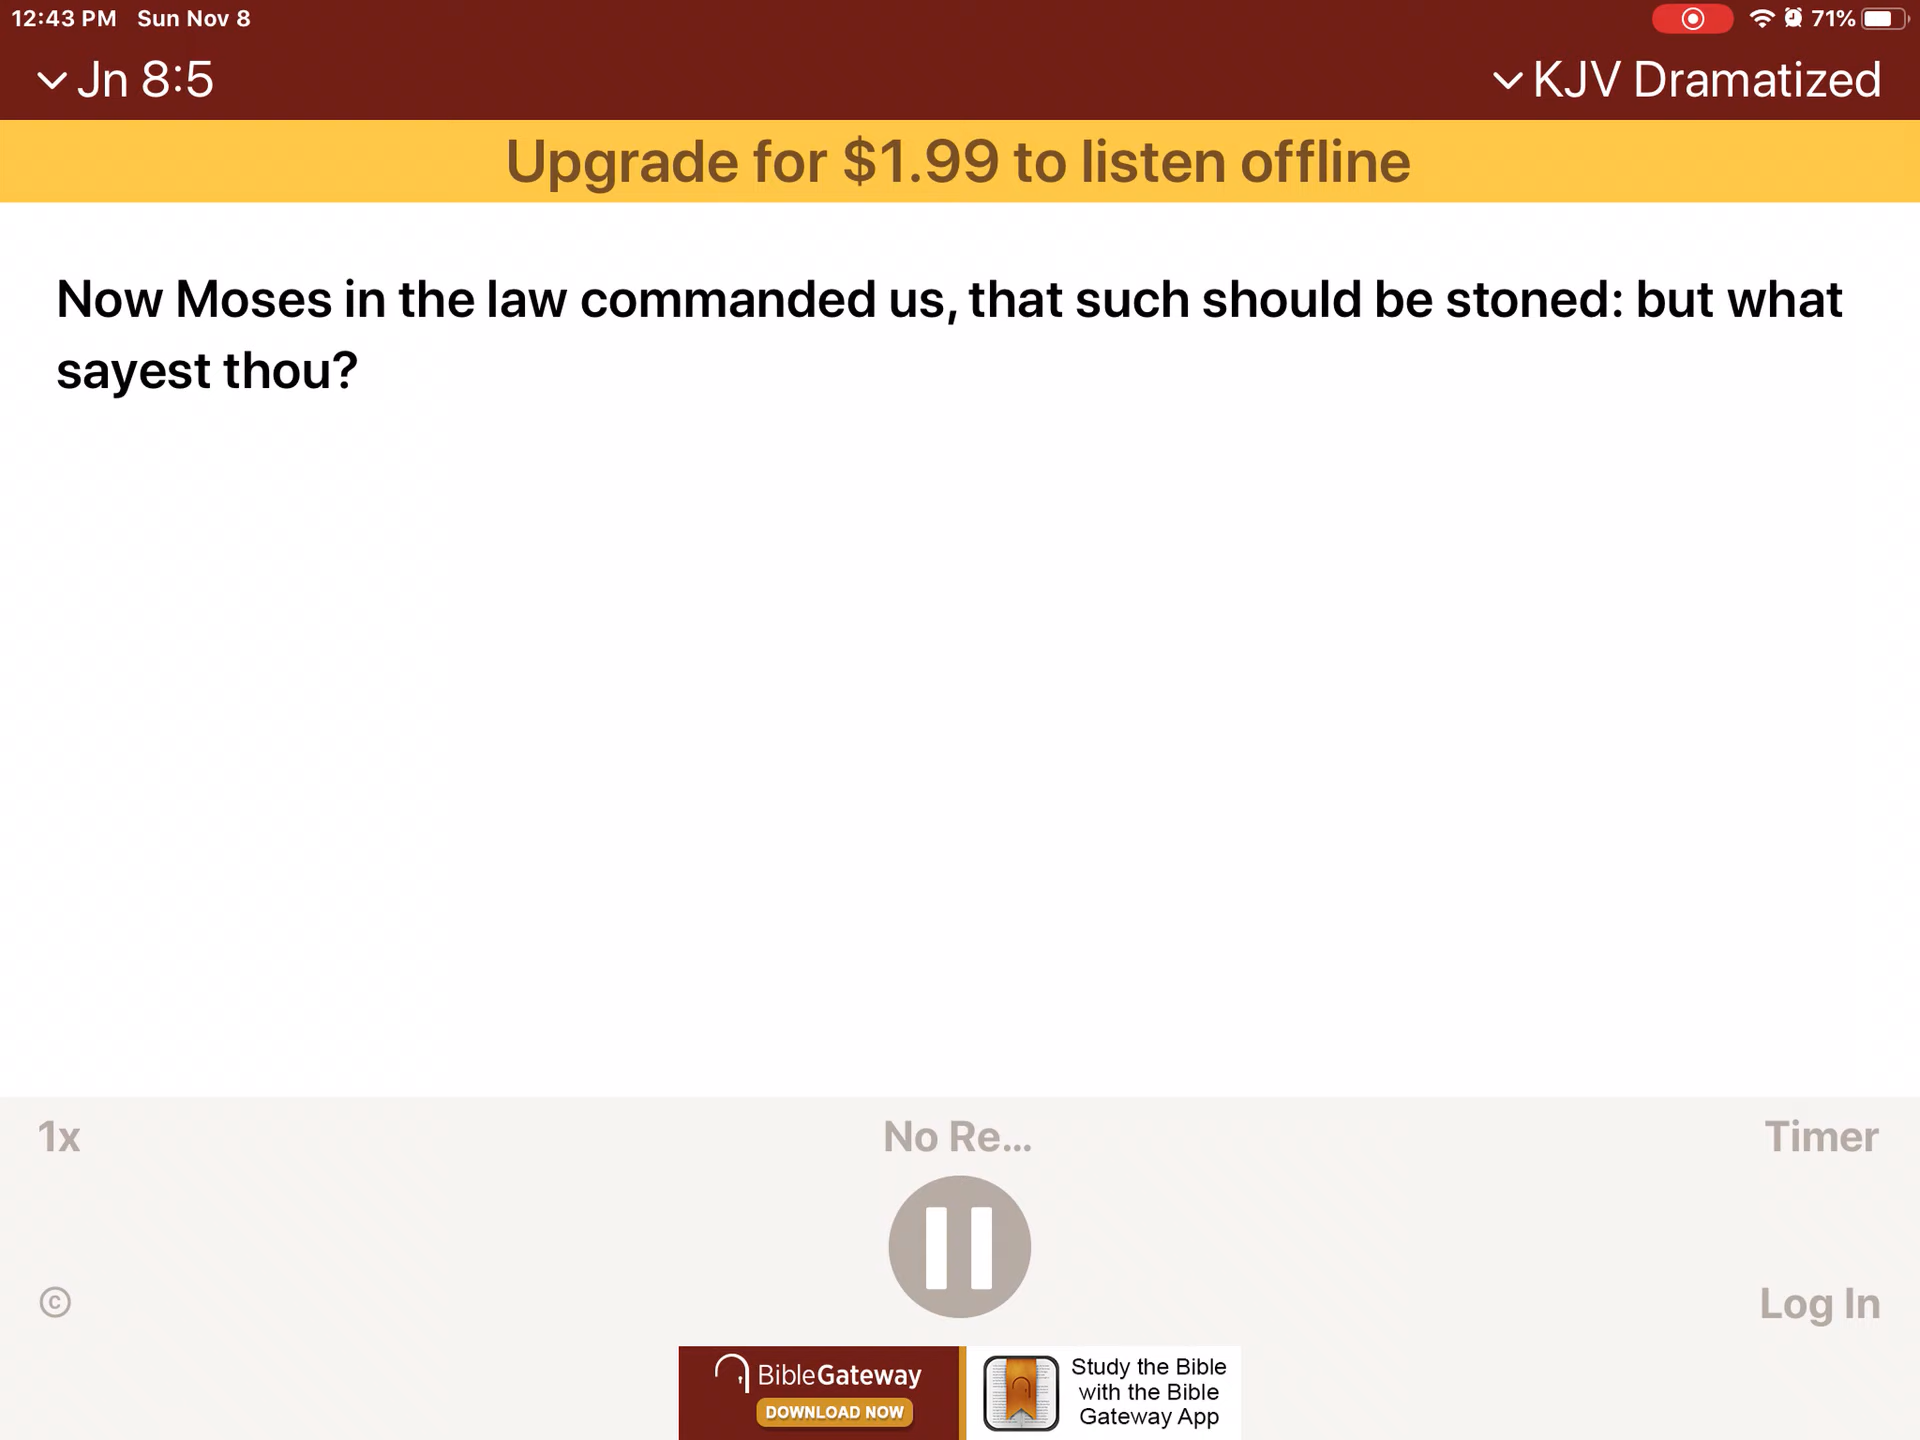 12:43 PM Sun Nov 8
71%
Jn 8:5
KJV Dramatized
Upgrade for $1.99 to listen offline
Now Moses in the law commanded us, that such should be stoned: but what
sayest thou?
1x
No Re...
Timer
©
Log In
BibleGateway
DOWNLOAD NOW
Study the Bible
with the Bible
Gateway App